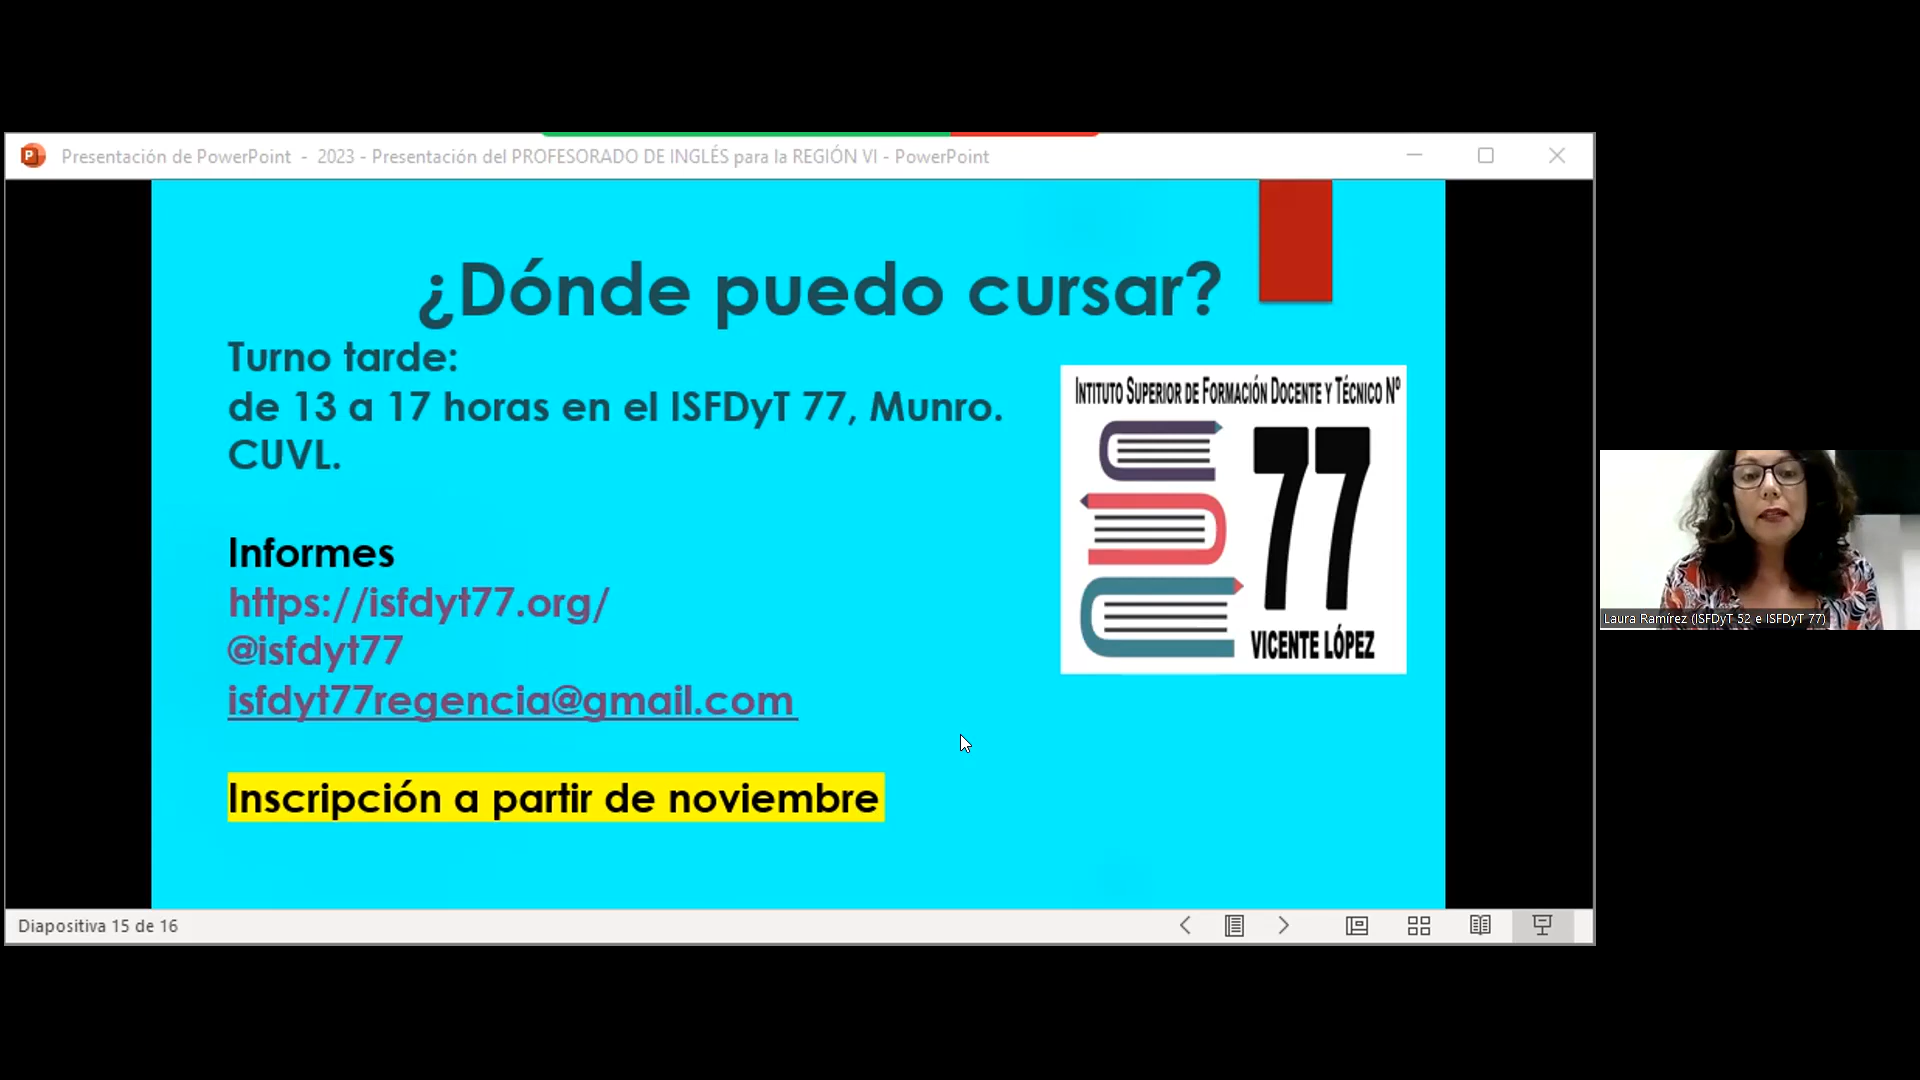 Presentación de PowerPoint - 2023 - Presentación del PROFESORADO DE INGLÉS para la REGIÓN VI - PowerPoint
¿Dónde puedo cursar?
Turno tarde:
de 13 a 17 horas en el ISFDyT 77, Munro.
CUVL.
Informes
https://isfdyt77.org/
@isfdyt77
isfdyt77regencia@gmail.com
Inscripción a partir de noviembre
INTITUTO SUPERIOR DE FORMACIÓN DOCENTE Y TÉCNICO Nº
77
VICENTE LÓPEZ
Laura Ramírez (ISFDyT 52 e ISFDyT 77)
Diapositiva 15 de 16